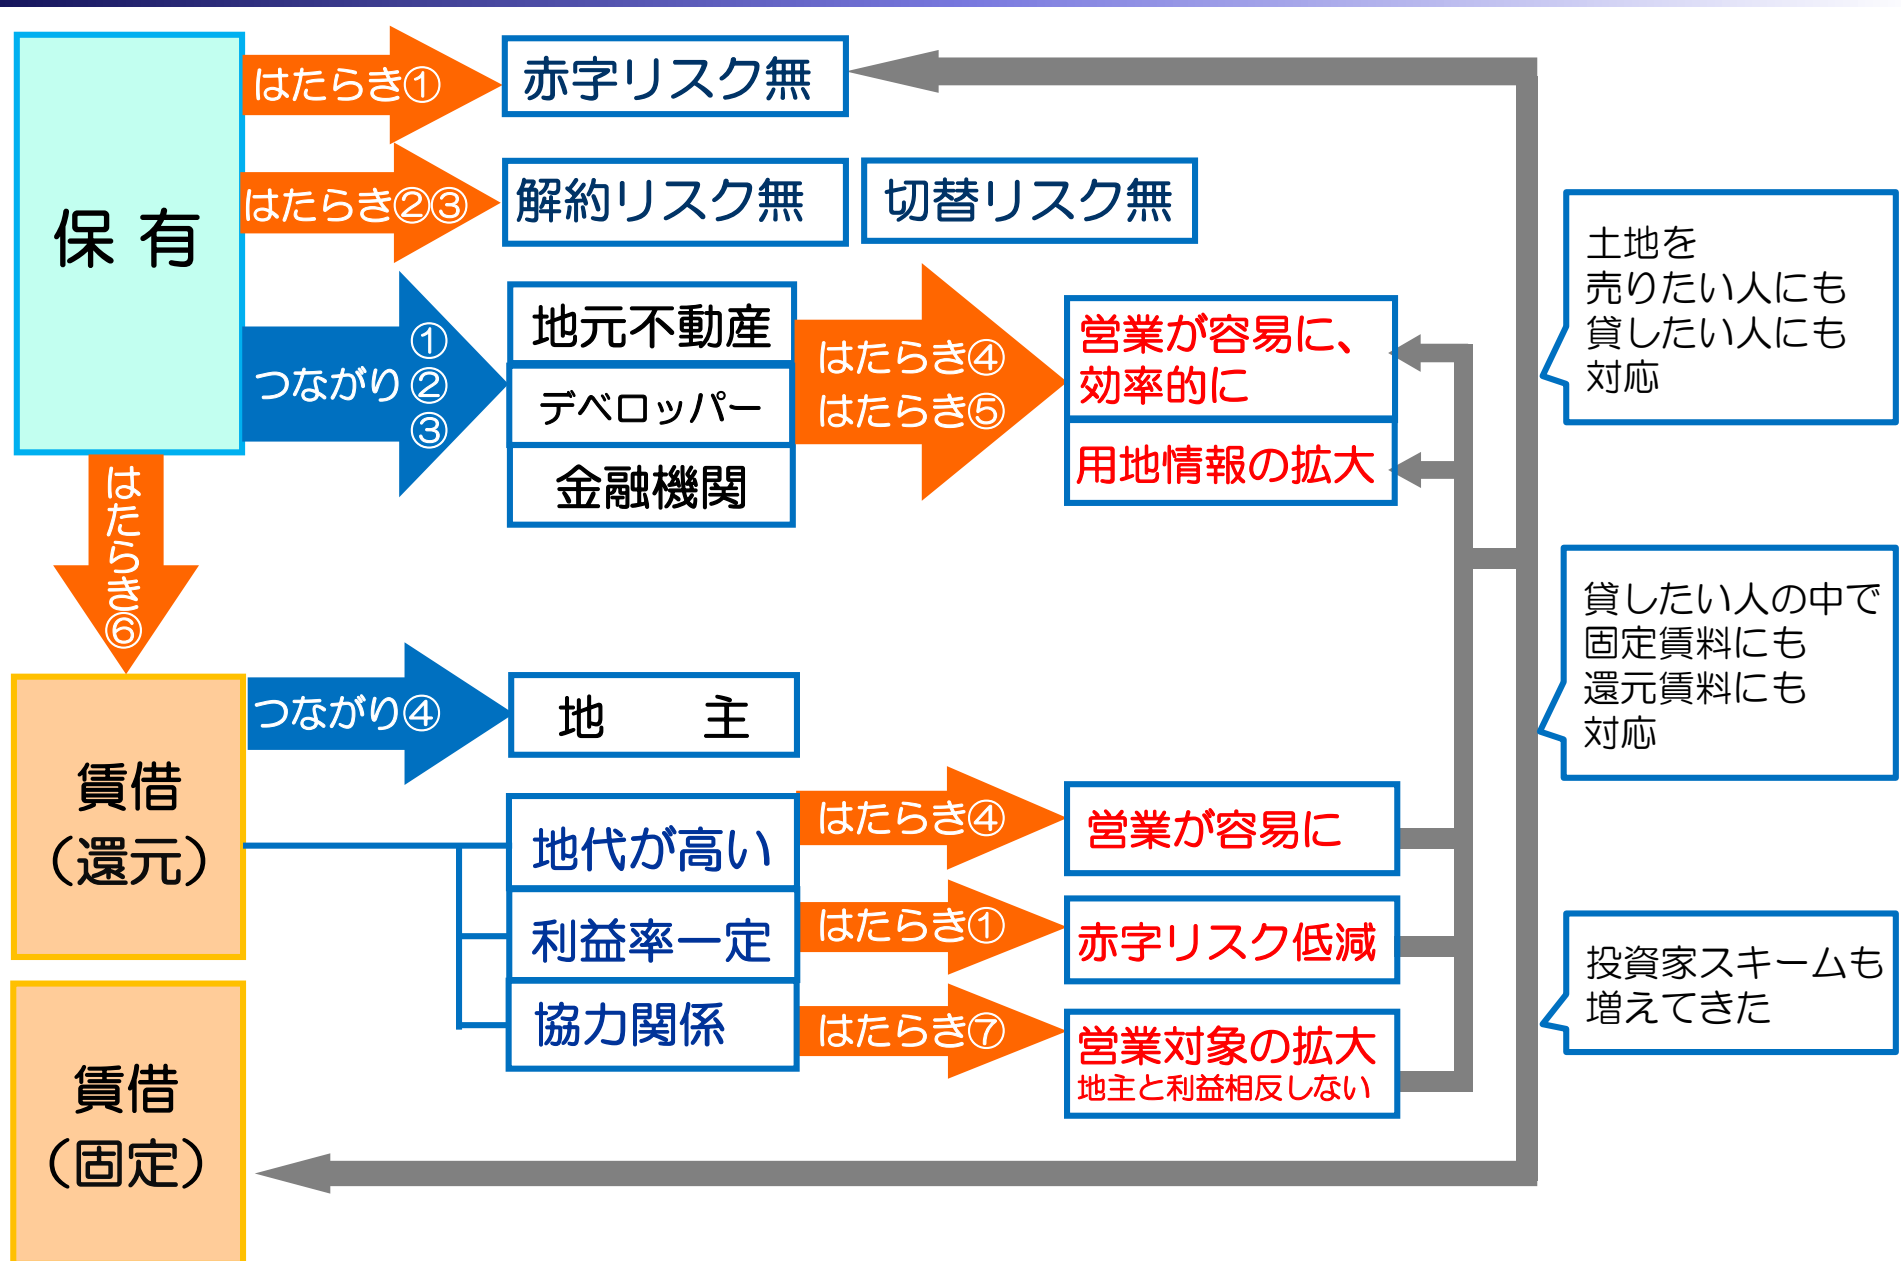 保 有
はたらき①
赤字リスク無
はたらき②③
解約リスク無
切替リスク無
つながり
①
②
③
地元不動産
デベロッパー
金融機関
はたらき④
はたらき⑤
営業が容易に、
効率的に
用地情報の拡大
土地を
売りたい人にも
貸したい人にも
対応
はたらき⑥
貸したい人の中で
固定賃料にも
還元賃料にも
対応
賃借
（還元）
つながり④
地 主
地代が高い
利益率一定
協力関係
はたらき④
営業が容易に
はたらき①
赤字リスク低減
はたらき⑦
営業対象の拡大
地主と利益相反しない
投資家スキームも
増えてきた
賃借
（固定）